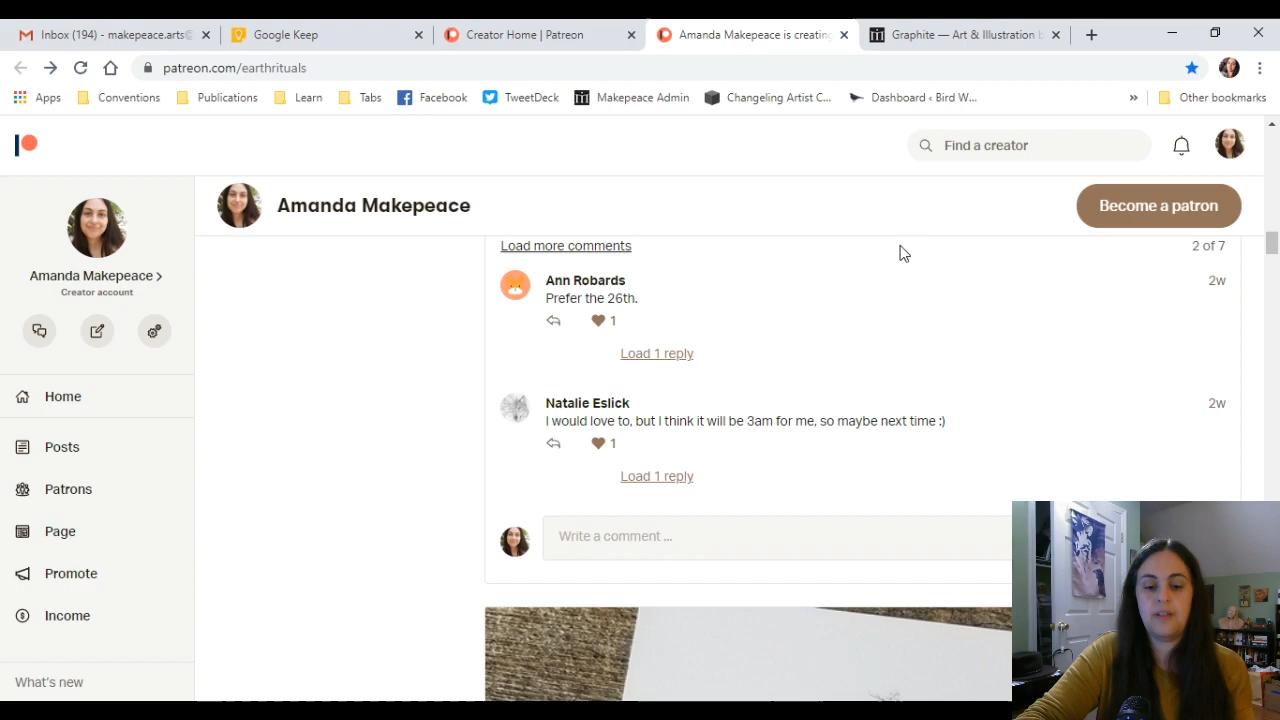 Inbox (194) - makepeace.arts@
Google Keep
Creator Home | Patreon
Amanda Makepeace is creating
Graphite — Art & Illustration b
patreon.com/earthrituals
Apps
Conventions
Publications
Learn
Tabs
Facebook
TweetDeck
Makepeace Admin
Changeling Artist C...
Dashboard ‹ Bird W...
»
Other bookmarks
Find a creator
Amanda Makepeace
Creator account
Home
Posts
Patrons
Page
Promote
Income
What's new
Amanda Makepeace
Become a patron
Load more comments
2 of 7
Ann Robards
2w
Prefer the 26th.
1
Load 1 reply
Natalie Eslick
2w
I would love to, but I think it will be 3am for me, so maybe next time :)
1
Load 1 reply
Write a comment ...